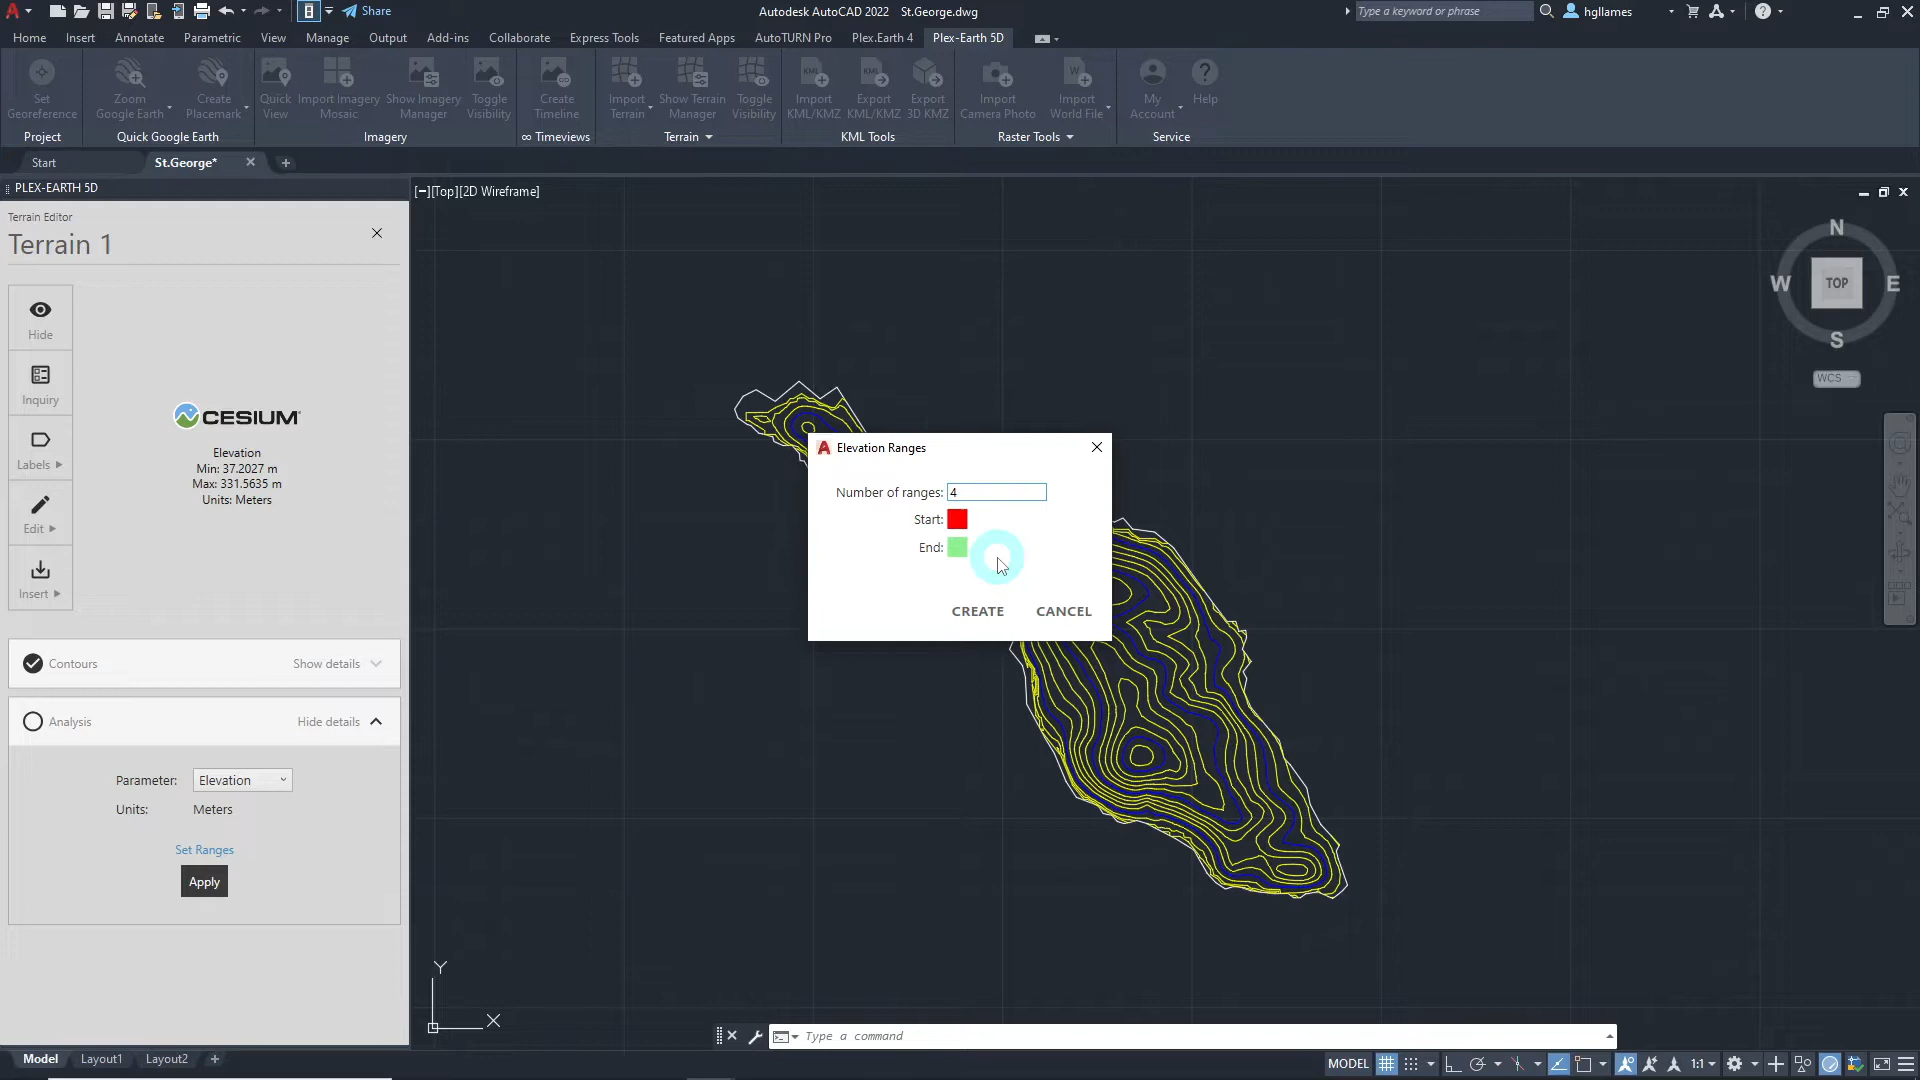 Share
Autodesk AutoCAD 2022 St.George.dwg
Type a keyword or phrase
hgllames
Home Insert Annotate Parametric View Manage Output Add-ins Collaborate Express Tools Featured Apps AutoTURN Pro Plex.Earth 4 Plex-Earth 5D
Set Georeference
Zoom Google Earth
Create Placemark
Quick View
Import Imagery Mosaic
Show Imagery Manager
Toggle Visibility
Create Timeline
Import Terrain
Show Terrain Manager
Toggle Visibility
Import KML/KMZ
Export KML/KMZ
Export 3D KMZ
Import Camera Photo
Import World File
My Account
Help
Project Quick Google Earth Imagery ∞ Timeviews Terrain KML Tools Raster Tools Service
Start St.George*
PLEX-EARTH 5D
[−][Top][2D Wireframe]
Terrain Editor
Terrain 1
Hide
Inquiry
Labels
Edit
Insert
CESIUM
Elevation
Min: 37.2027 m
Max: 331.5635 m
Units: Meters
Contours Show details
Analysis Hide details
Parameter: Elevation
Units: Meters
Set Ranges
Apply
Elevation Ranges
Number of ranges: 4
Start:
End:
CREATE CANCEL
N
W TOP E
S
WCS
Y
X
Type a command
Model Layout1 Layout2
MODEL 1:1